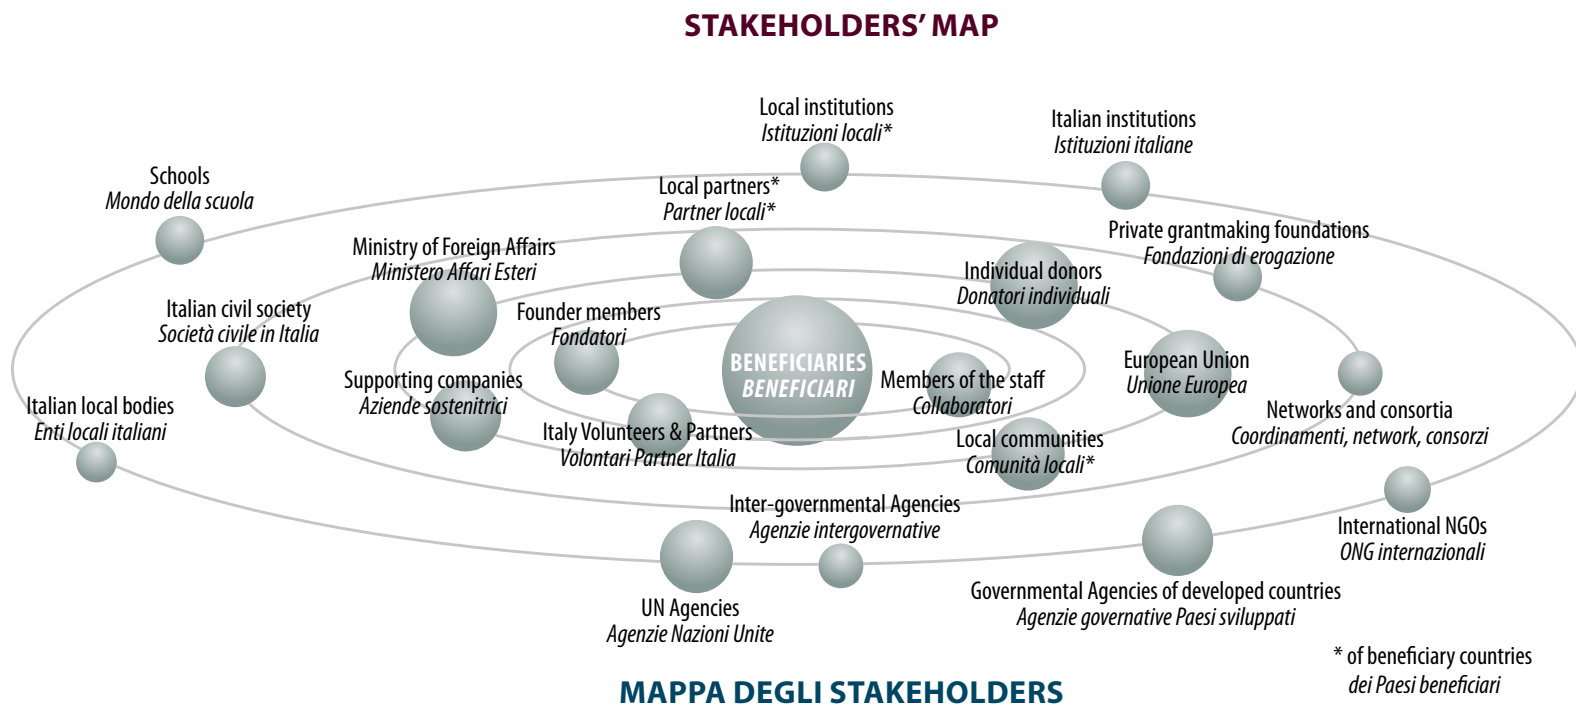 STAKEHOLDERS' MAP
Local institutions
Istituzioni locali*
Italian institutions
Istituzioni italiane
Schools
Mondo della scuola
Local partners*
Partner locali*
Private grantmaking foundations
Fondazioni di erogazione
Ministry of Foreign Affairs
Ministero Affari Esteri
Individual donors
Donatori individuali
Italian civil society
Società civile in Italia
Founder members
Fondatori
BENEFICIARIES
BENEFICIARI
European Union
Unione Europea
Supporting companies
Aziende sostenitrici
Members of the staff
Collaboratori
Italian local bodies
Enti locali italiani
Networks and consortia
Coordinamenti, network, consorzi
Italy Volunteers & Partners
Volontari Partner Italia
Local communities
Comunità locali*
Inter-governmental Agencies
Agenzie intergovernative
International NGOs
ONG internazionali
UN Agencies
Agenzie Nazioni Unite
Governmental Agencies of developed countries
Agenzie governative Paesi sviluppati
* of beneficiary countries
dei Paesi beneficiari
MAPPA DEGLI STAKEHOLDERS